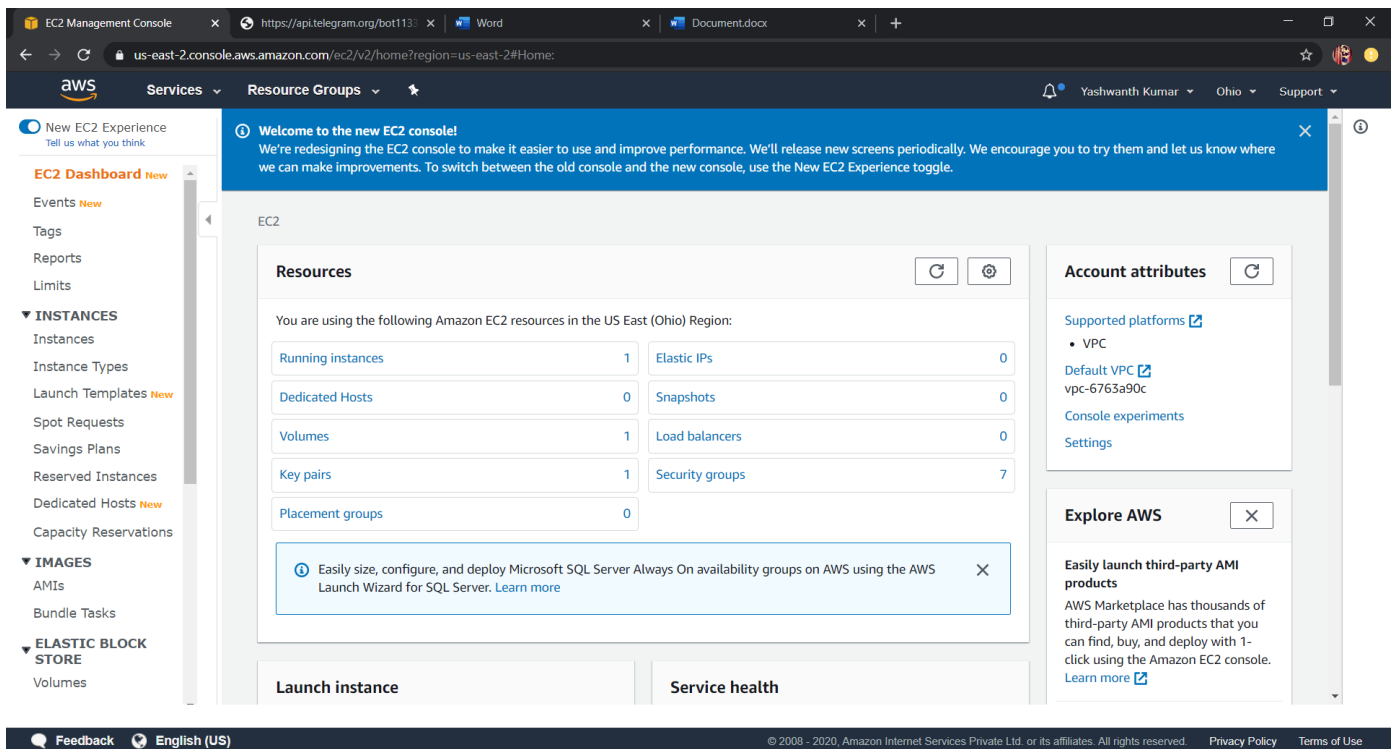 EC2 Management Console
https://api.telegram.org/bot1133
Word
Document.docx
us-east-2.console.aws.amazon.com/ec2/v2/home?region=us-east-2#Home:
aws
Services
Resource Groups
Yashwanth Kumar
Ohio
Support
New EC2 Experience
Tell us what you think
EC2 Dashboard New
Events New
Tags
Reports
Limits
INSTANCES
Instances
Instance Types
Launch Templates New
Spot Requests
Savings Plans
Reserved Instances
Dedicated Hosts New
Capacity Reservations
IMAGES
AMIs
Bundle Tasks
ELASTIC BLOCK
STORE
Volumes
Welcome to the new EC2 console!
We're redesigning the EC2 console to make it easier to use and improve performance. We'll release new screens periodically. We encourage you to try them and let us know where
we can make improvements. To switch between the old console and the new console, use the New EC2 Experience toggle.
EC2
Resources
You are using the following Amazon EC2 resources in the US East (Ohio) Region:
Running instances 1
Elastic IPs 0
Dedicated Hosts 0
Snapshots 0
Volumes 1
Load balancers 0
Key pairs 1
Security groups 7
Placement groups 0
Easily size, configure, and deploy Microsoft SQL Server Always On availability groups on AWS using the AWS
Launch Wizard for SQL Server. Learn more
Launch instance
Service health
Account attributes
Supported platforms
• VPC
Default VPC
vpc-6763a90c
Console experiments
Settings
Explore AWS
Easily launch third-party AMI
products
AWS Marketplace has thousands of
third-party AMI products that you
can find, buy, and deploy with 1-
click using the Amazon EC2 console.
Learn more
Feedback
English (US)
© 2008 - 2020, Amazon Internet Services Private Ltd. or its affiliates. All rights reserved.
Privacy Policy
Terms of Use